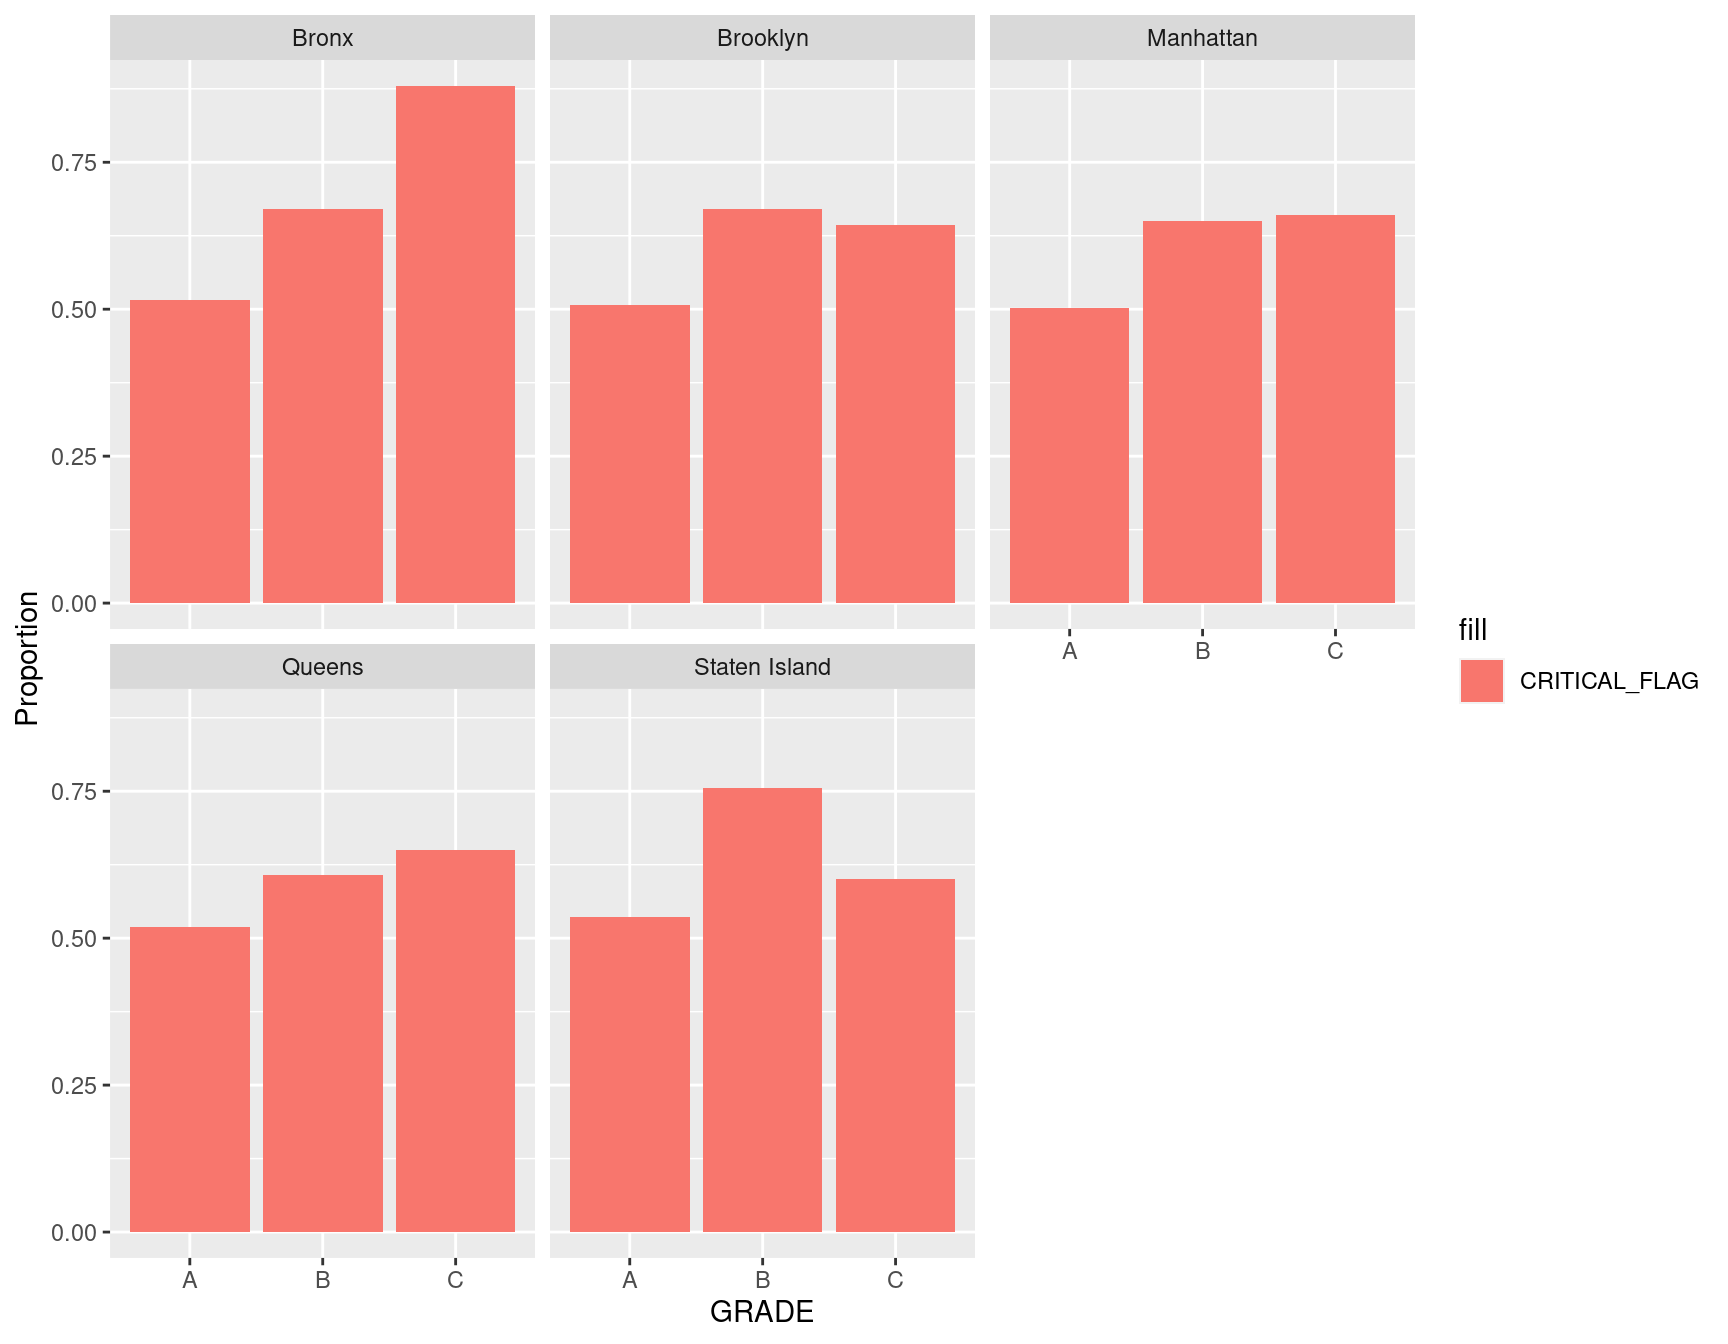 Bronx
Brooklyn
Manhattan
0.75
0.50
0.25
0.00
A
B
C
Queens
Staten Island
0.75
0.50
0.25
0.00
A
B
C
A
B
C
Proportion
GRADE
fill
CRITICAL_FLAG